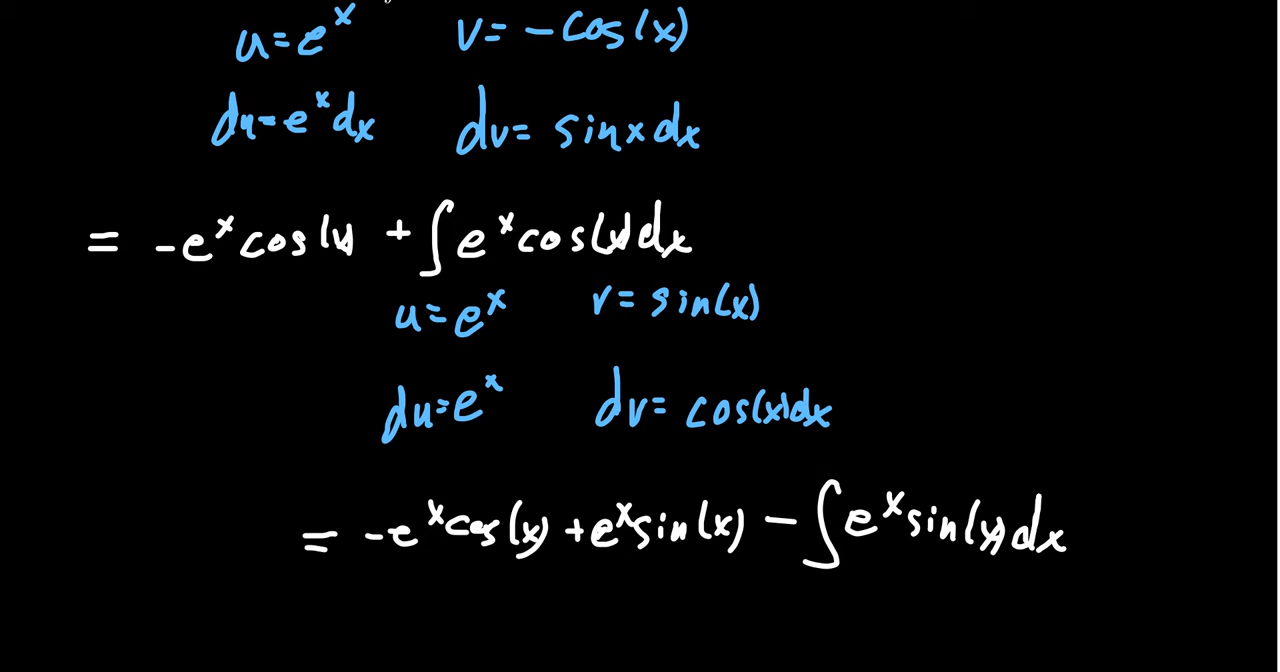 u = e^x v = -cos(x)
du = e^x dx dv = sinx dx
= -e^x cos(x) + ∫ e^x cos(x) dx
u = e^x v = sin(x)
du = e^x dv = cos(x) dx
= -e^x cos(x) + e^x sin(x) - ∫ e^x sin(x) dx